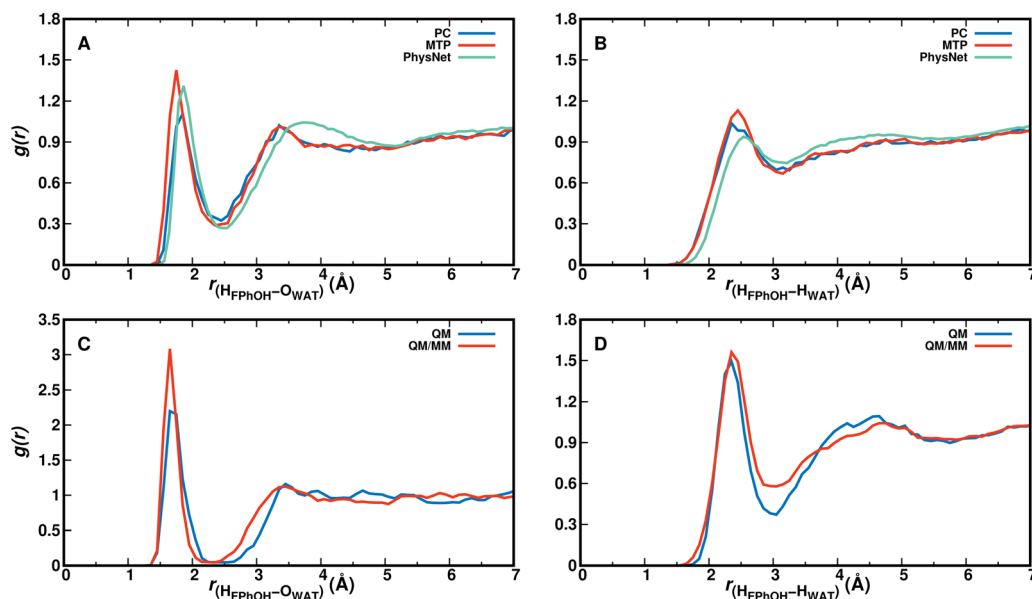 A
PC
MTP
PhysNet
g(r)
1.8
1.5
1.2
0.9
0.6
0.3
0
0 1 2 3 4 5 6 7
r(HFPhOH−OWAT) (Å)
B
PC
MTP
PhysNet
1.8
1.5
1.2
0.9
0.6
0.3
0
0 1 2 3 4 5 6 7
r(HFPhOH−HWAT) (Å)
C
QM
QM/MM
g(r)
3.5
3
2.5
2
1.5
1
0.5
0
0 1 2 3 4 5 6 7
r(HFPhOH−OWAT) (Å)
D
QM
QM/MM
1.8
1.5
1.2
0.9
0.6
0.3
0
0 1 2 3 4 5 6 7
r(HFPhOH−HWAT) (Å)